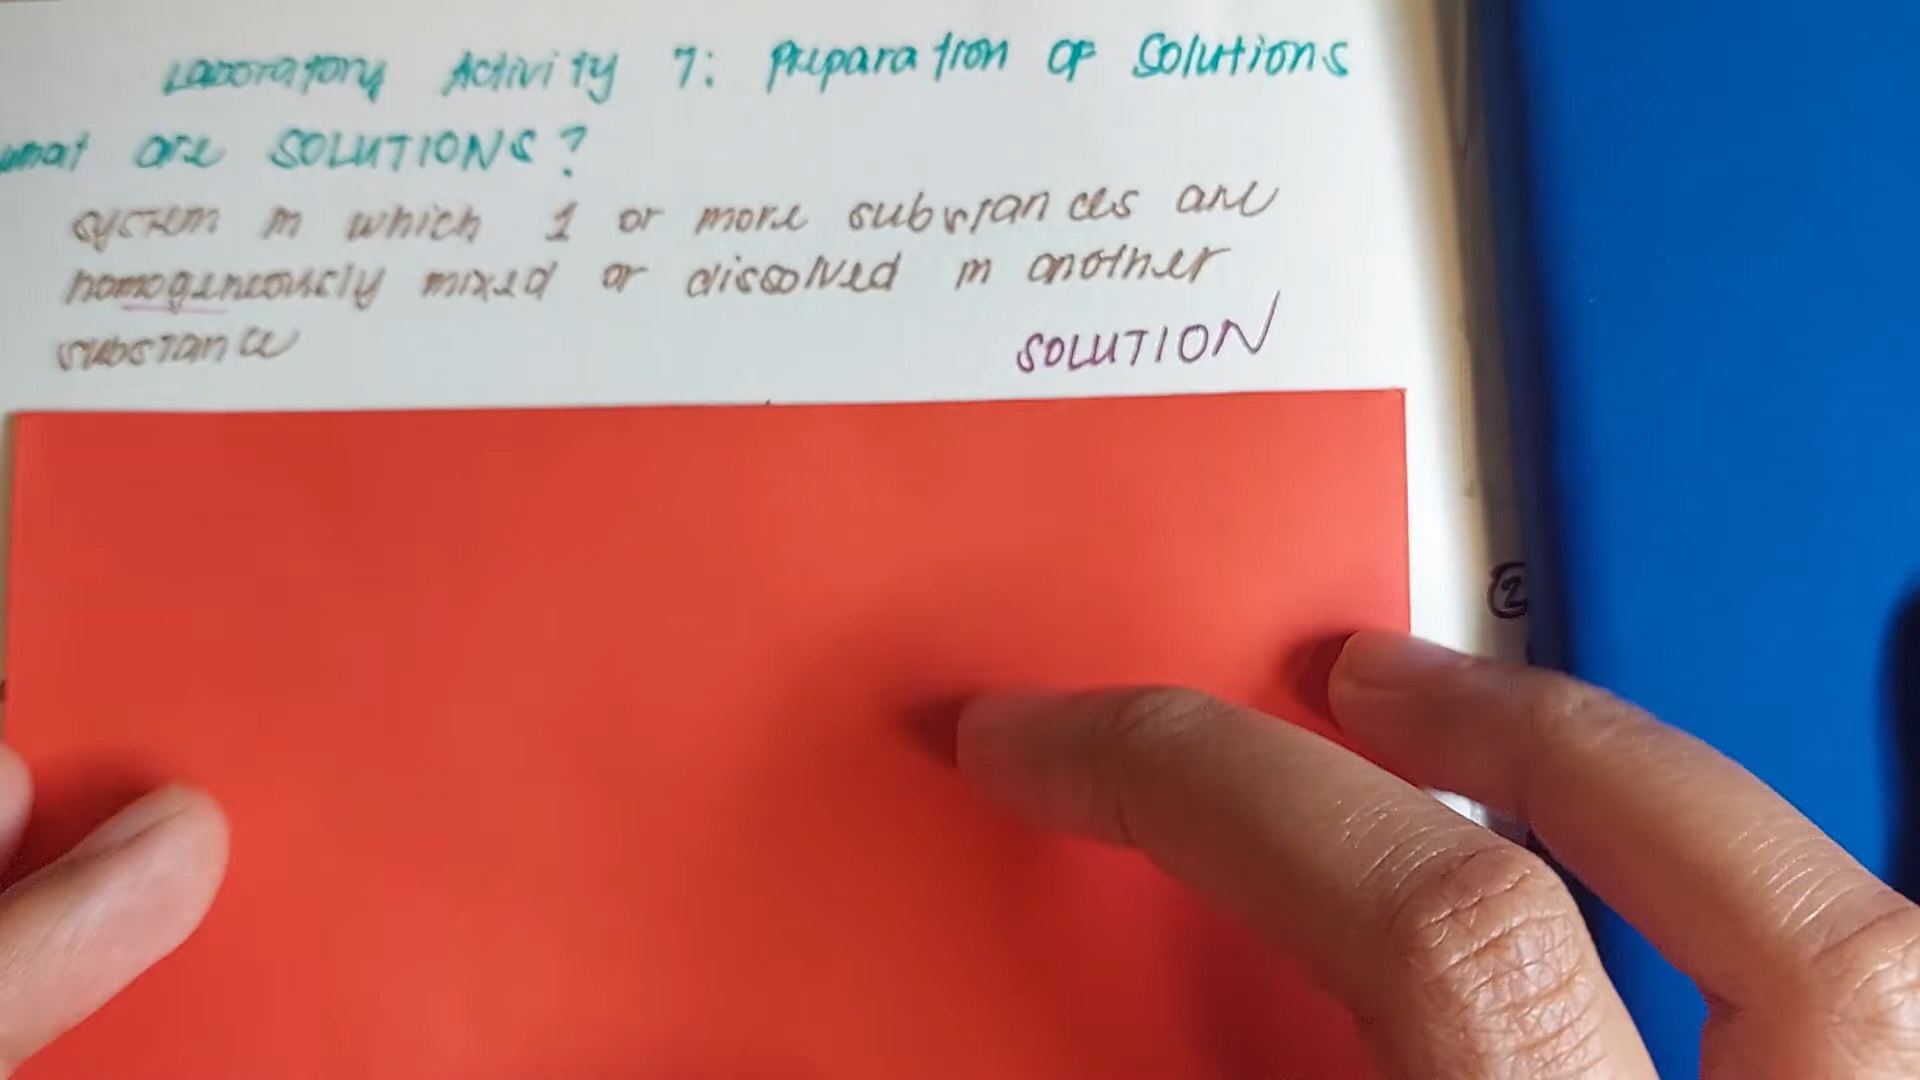 Laboratory Activity 7: Preparation of Solutions
what are SOLUTIONS?
system in which 1 or more substances are
homogeneously mixed or dissolved in another
substance
SOLUTION
2